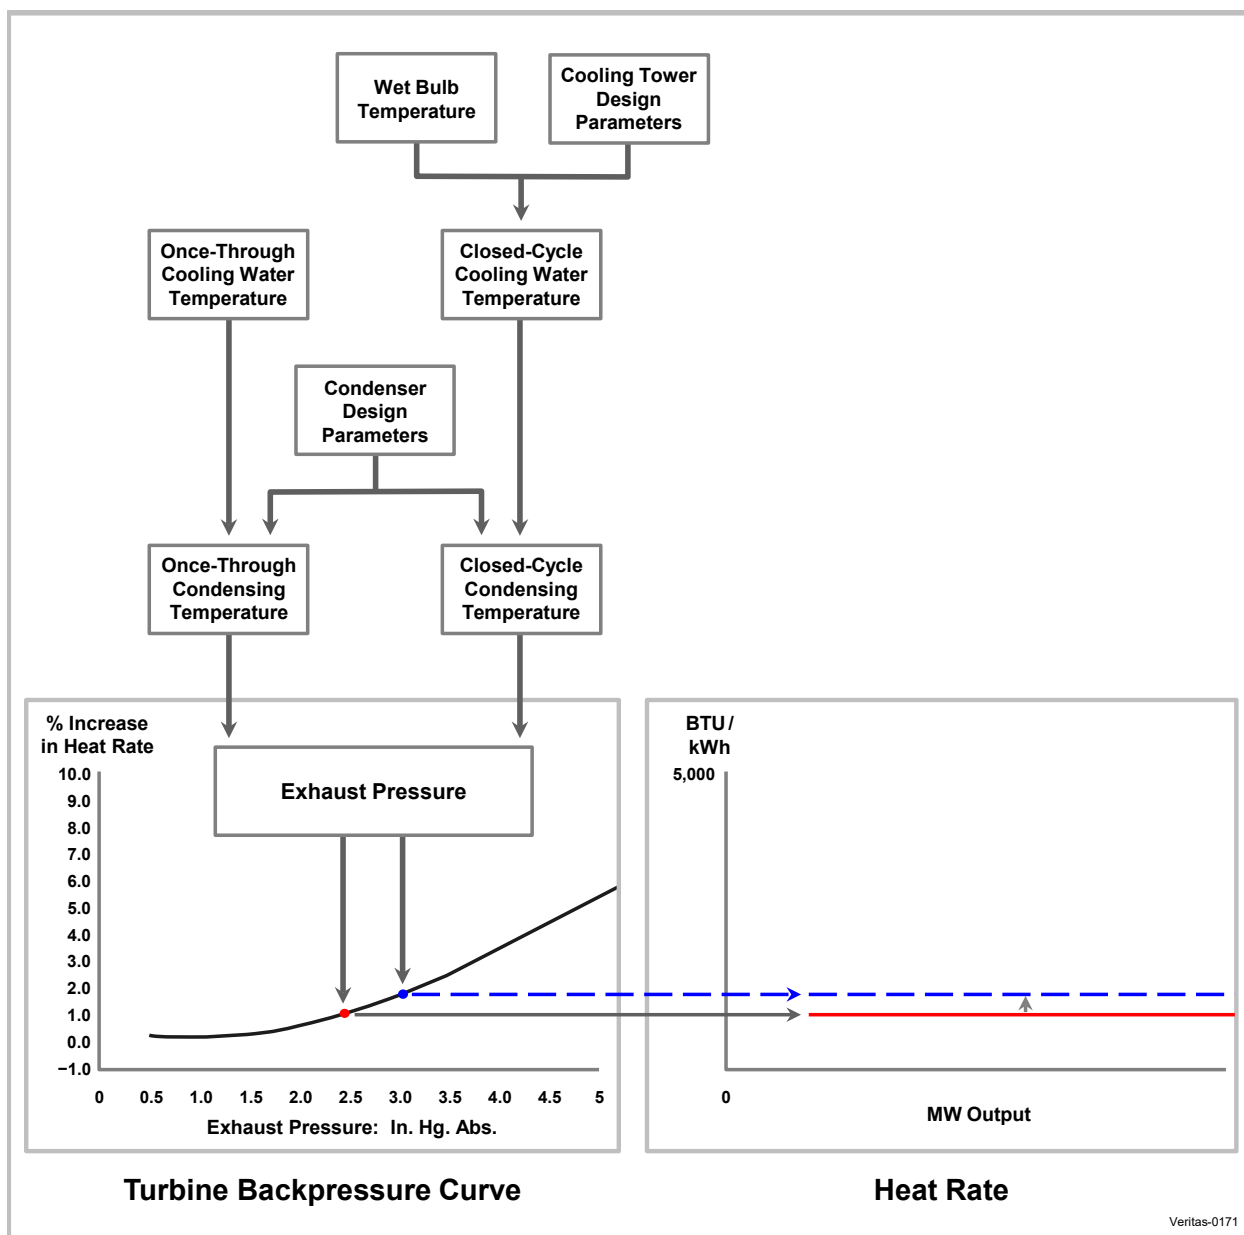 Wet Bulb
Temperature
Cooling Tower
Design
Parameters
Once-Through
Cooling Water
Temperature
Closed-Cycle
Cooling Water
Temperature
Condenser
Design
Parameters
Once-Through
Condensing
Temperature
Closed-Cycle
Condensing
Temperature
% Increase
in Heat Rate
Exhaust Pressure
10.0
9.0
8.0
7.0
6.0
5.0
4.0
3.0
2.0
1.0
0.0
−1.0
0 0.5 1.0 1.5 2.0 2.5 3.0 3.5 4.0 4.5 5
Exhaust Pressure: In. Hg. Abs.
BTU /
kWh
5,000
0
MW Output
Turbine Backpressure Curve
Heat Rate
Veritas-0171